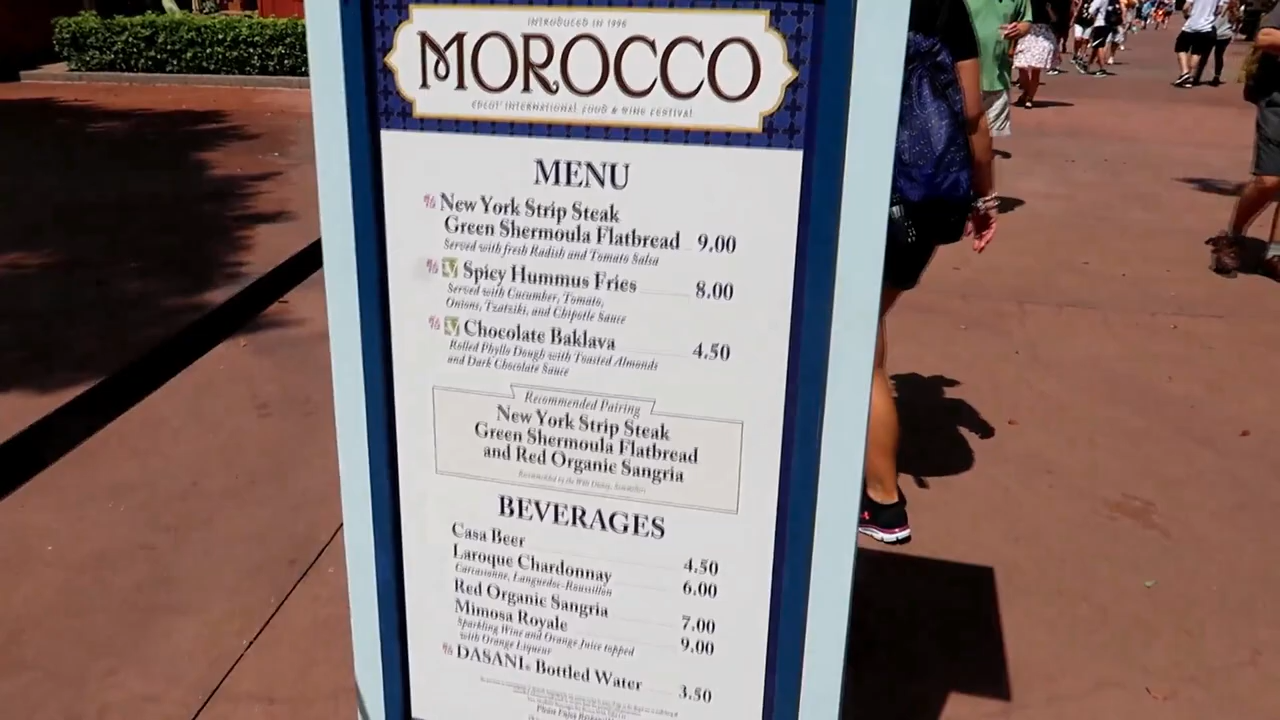 INTRODUCED IN 1996
MOROCCO
EPCOT INTERNATIONAL FOOD & WINE FESTIVAL
MENU
New York Strip Steak
Green Shermoula Flatbread 9.00
Served with fresh Radish and Tomato Salsa
V Spicy Hummus Fries 8.00
Served with Cucumber, Tomato,
Onions, Tzatziki, and Chipotle Sauce
V Chocolate Baklava 4.50
Rolled Phyllo Dough with Toasted Almonds
and Dark Chocolate Sauce
Recommended Pairing
New York Strip Steak
Green Shermoula Flatbread
and Red Organic Sangria
Recommended by the
BEVERAGES
Casa Beer 4.50
Laroque Chardonnay 6.00
Carcassonne, Languedoc-Roussillon
Red Organic Sangria 7.00
Mimosa Royale 9.00
Sparkling Wine and Orange Juice topped
with Orange Liqueur
DASANI® Bottled Water 3.50
Please Enjoy